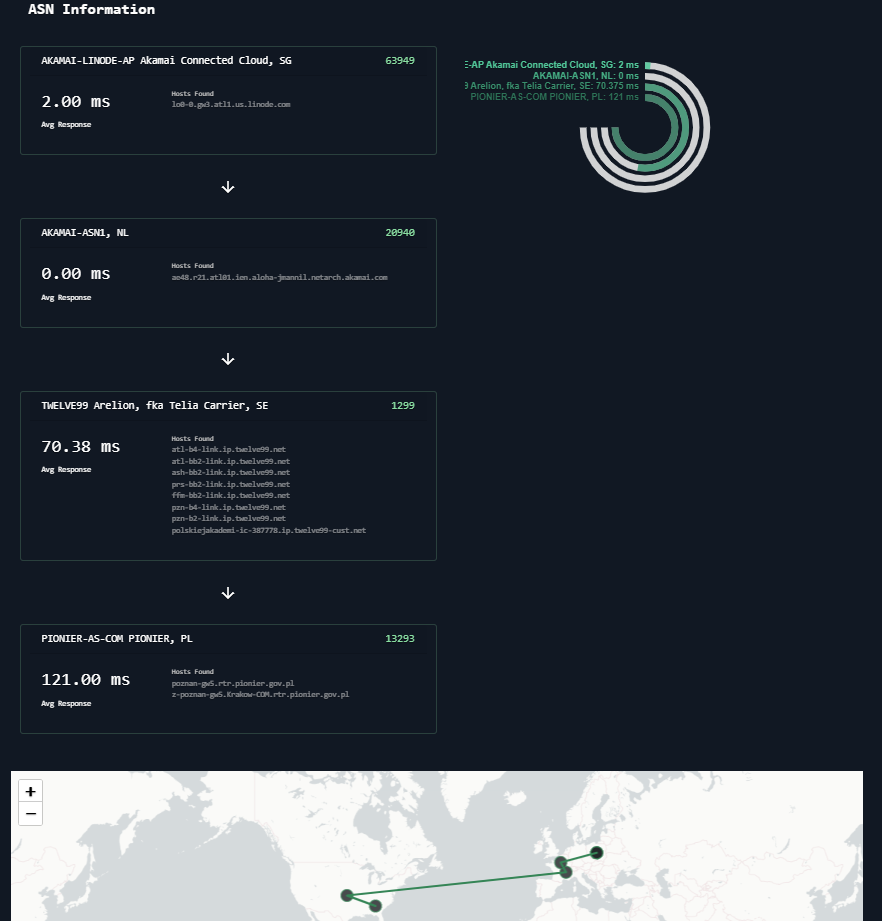 ASN Information
AKAMAI-LINODE-AP Akamai Connected Cloud, SG 63949
2.00 ms
Avg Response
Hosts Found
lo0-0.gw3.atl1.us.linode.com
E-AP Akamai Connected Cloud, SG: 2 ms
AKAMAI-ASN1, NL: 0 ms
9 Arelion, fka Telia Carrier, SE: 70.375 ms
PIONIER-AS-COM PIONIER, PL: 121 ms
AKAMAI-ASN1, NL 20940
0.00 ms
Avg Response
Hosts Found
ae48.r21.atl01.ien.aloha-jmannil.netarch.akamai.com
TWELVE99 Arelion, fka Telia Carrier, SE 1299
70.38 ms
Avg Response
Hosts Found
atl-b4-link.ip.twelve99.net
atl-bb2-link.ip.twelve99.net
ash-bb2-link.ip.twelve99.net
prs-bb2-link.ip.twelve99.net
ffm-bb2-link.ip.twelve99.net
pzn-b4-link.ip.twelve99.net
pzn-b2-link.ip.twelve99.net
polskiejakademi-ic-387778.ip.twelve99-cust.net
PIONIER-AS-COM PIONIER, PL 13293
121.00 ms
Avg Response
Hosts Found
poznan-gw5.rtr.pionier.gov.pl
z-poznan-gw5.Krakow-COM.rtr.pionier.gov.pl
+
−